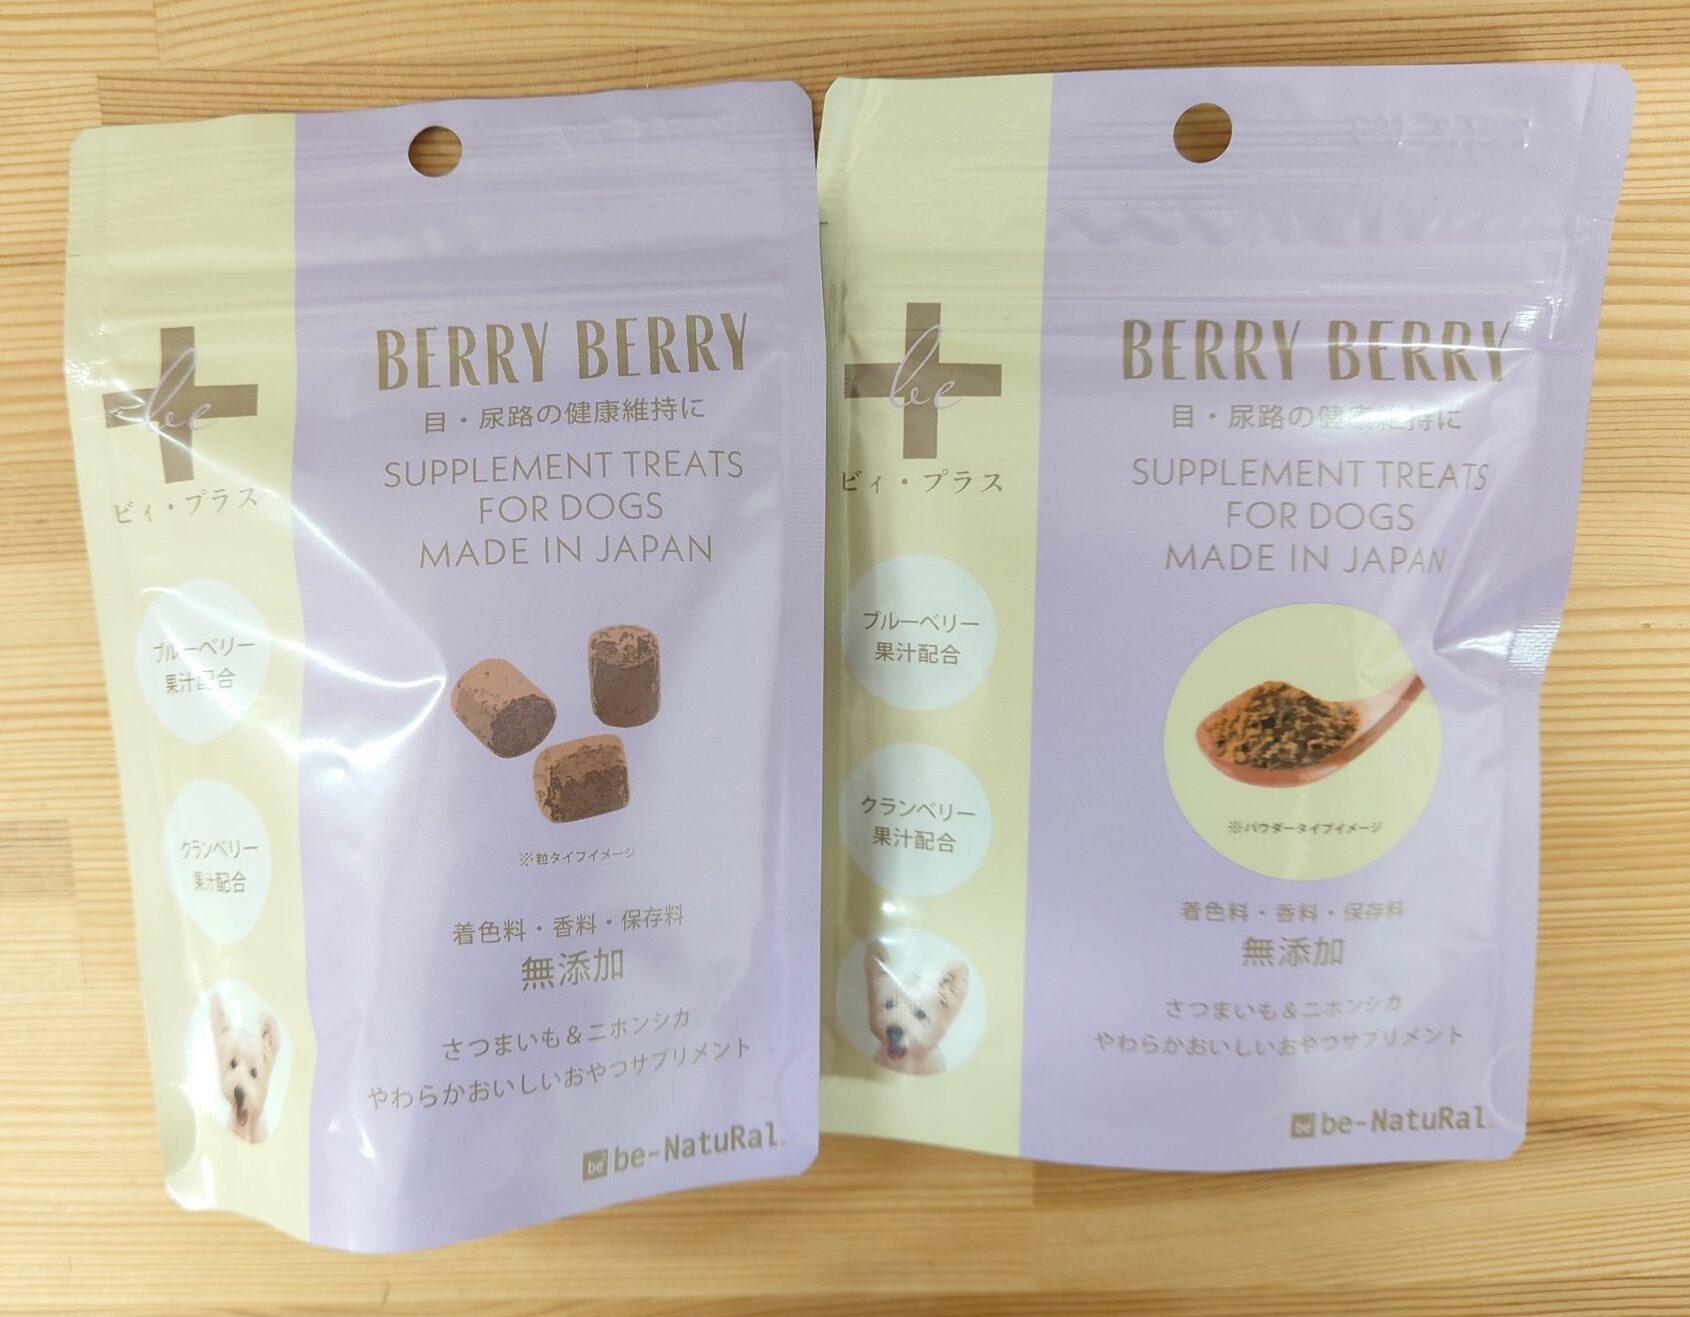 be
ビィ・プラス
ブルーベリー
果汁配合
クランベリー
果汁配合
BERRY BERRY
目・尿路の健康維持に
SUPPLEMENT TREATS
FOR DOGS
MADE IN JAPAN
※粒タイプイメージ
着色料・香料・保存料
無添加
さつまいも＆ニホンシカ
やわらかおいしいおやつサプリメント
be be-NatuRal
be
ビィ・プラス
ブルーベリー
果汁配合
クランベリー
果汁配合
BERRY BERRY
目・尿路の健康維持に
SUPPLEMENT TREATS
FOR DOGS
MADE IN JAPAN
※パウダータイプイメージ
着色料・香料・保存料
無添加
さつまいも＆ニホンシカ
やわらかおいしいおやつサプリメント
be be-NatuRal